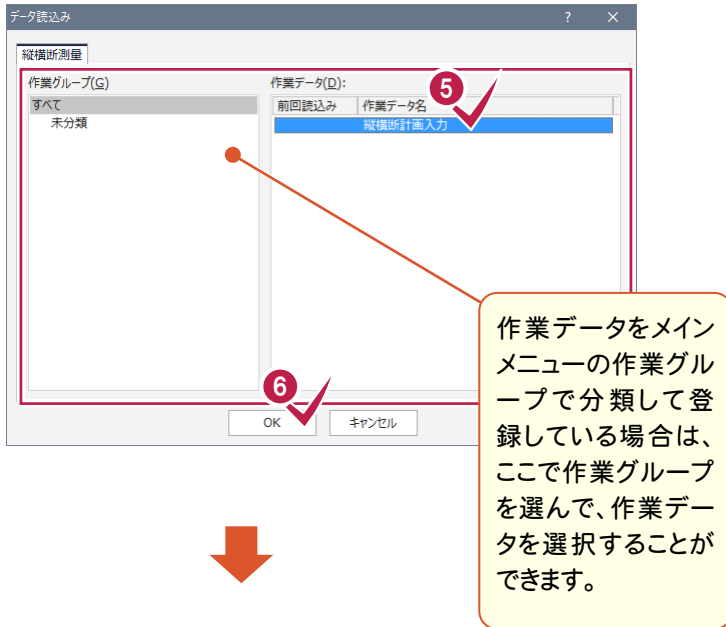 データ読込み
? ×
縦横断測量
作業グループ(G)
すべて
未分類
作業データ(D):
前回読込み 作業データ名
縦横断計画入力
5
6
OK キャンセル
作業データをメイン
メニューの作業グル
ープで分類して登
録している場合は、
ここで作業グループ
を選んで、作業デー
タを選択することが
できます。